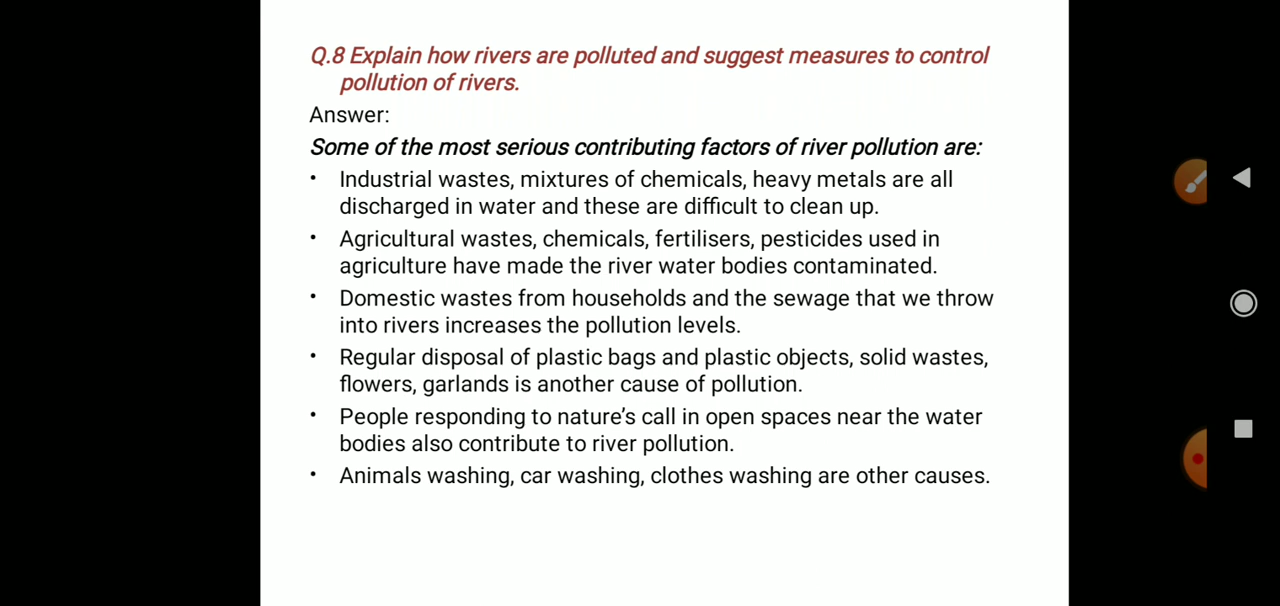 Q.8 Explain how rivers are polluted and suggest measures to control
pollution of rivers.
Answer:
Some of the most serious contributing factors of river pollution are:
• Industrial wastes, mixtures of chemicals, heavy metals are all
discharged in water and these are difficult to clean up.
• Agricultural wastes, chemicals, fertilisers, pesticides used in
agriculture have made the river water bodies contaminated.
• Domestic wastes from households and the sewage that we throw
into rivers increases the pollution levels.
• Regular disposal of plastic bags and plastic objects, solid wastes,
flowers, garlands is another cause of pollution.
• People responding to nature’s call in open spaces near the water
bodies also contribute to river pollution.
• Animals washing, car washing, clothes washing are other causes.